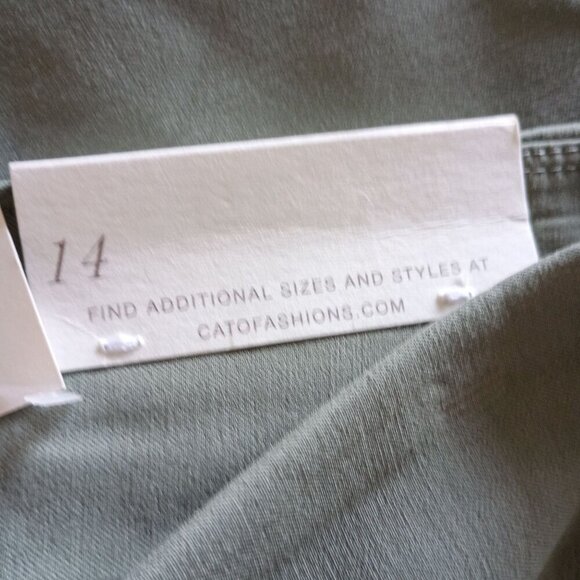 14
FIND ADDITIONAL SIZES AND STYLES AT
CATOFASHIONS.COM